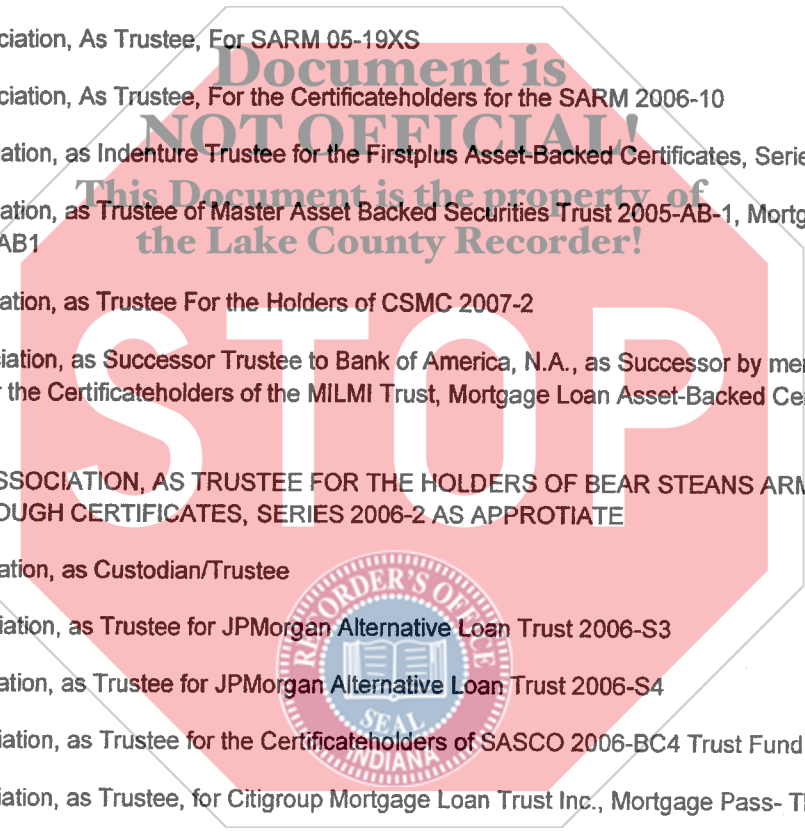 ciation, As Trustee, For SARM 05-19XS
Document is
ciation, As Trustee, For the Certificateholders for the SARM 2006-10
NOT OFFICIAL!
ation, as Indenture Trustee for the Firstplus Asset-Backed Certificates, Serie
This Document is the property of
ation, as Trustee of Master Asset Backed Securities Trust 2005-AB-1, Mortg
AB1
the Lake County Recorder!
ation, as Trustee For the Holders of CSMC 2007-2
STOP
ciation, as Successor Trustee to Bank of America, N.A., as Successor by mer
the Certificateholders of the MILMI Trust, Mortgage Loan Asset-Backed Ce
SSOCIATION, AS TRUSTEE FOR THE HOLDERS OF BEAR STEANS ARM
OUGH CERTIFICATES, SERIES 2006-2 AS APPROTIATE
ation, as Custodian/Trustee
RECORDER'S OFFICE
iation, as Trustee for JPMorgan Alternative Loan Trust 2006-S3
ation, as Trustee for JPMorgan Alternative Loan Trust 2006-S4
SEAL
iation, as Trustee for the Certificateholders of SASCO 2006-BC4 Trust Fund
INDIANA
iation, as Trustee, for Citigroup Mortgage Loan Trust Inc., Mortgage Pass- T